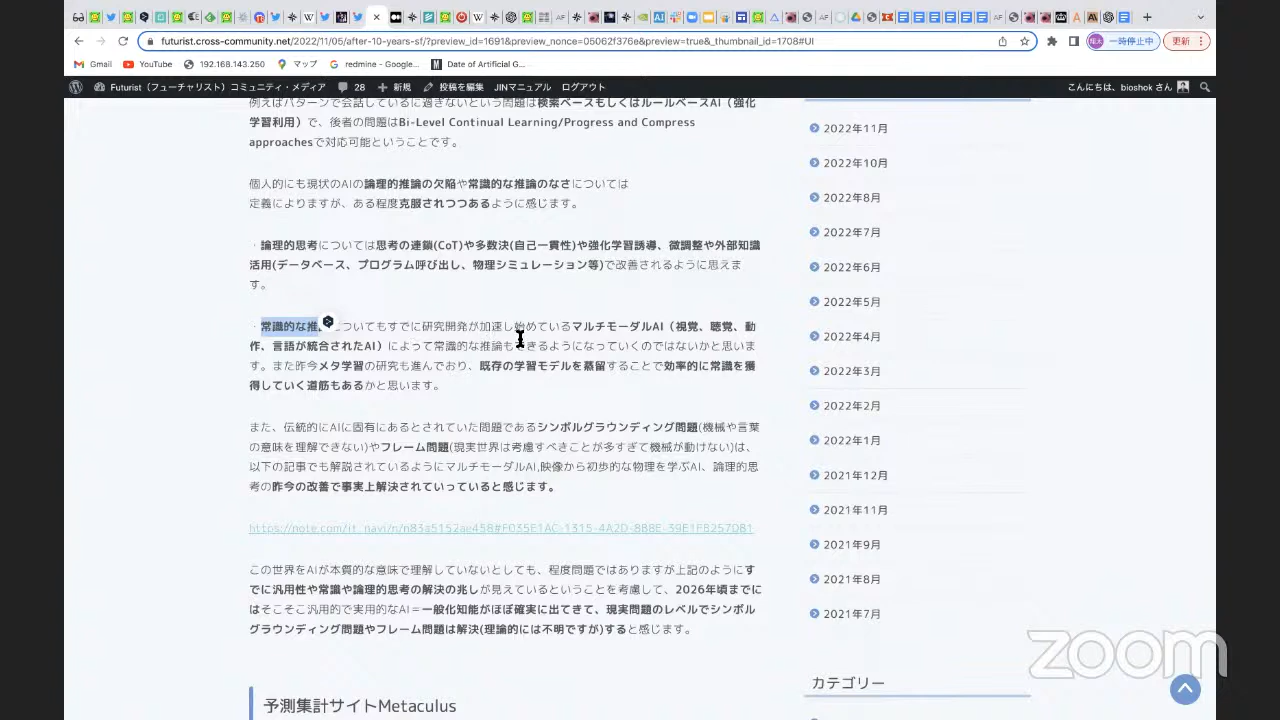 futurist.cross-community.net/2022/11/05/after-10-years-sf/?preview_id=1691&preview_nonce=05062f376e&preview=true&_thumbnail_id=1708#UI
一時停止中
更新
Gmail
YouTube
192.168.143.250
マップ
redmine - Google...
Date of Artificial G...
Futurist（フューチャリスト）コミュニティ・メディア
28
新規
投稿を編集
JINマニュアル
ログアウト
こんにちは、bioshok さん
例えばパターンで会話しているに過ぎないという問題は検索ベースもしくはルールベースAI（強化
学習利用）で、後者の問題はBi-Level Continual Learning/Progress and Compress
approachesで対応可能ということです。
個人的にも現状のAIの論理的推論の欠陥や常識的な推論のなさについては
定義によりますが、ある程度克服されつつあるように感じます。
・論理的思考については思考の連鎖(CoT)や多数決(自己一貫性)や強化学習誘導、微調整や外部知識
活用(データベース、プログラム呼び出し、物理シミュレーション等)で改善されるように思えま
す。
・常識的な推 ついてもすでに研究開発が加速し始めているマルチモーダルAI（視覚、聴覚、動
作、言語が統合されたAI）によって常識的な推論もできるようになっていくのではないかと思いま
す。また昨今メタ学習の研究も進んでおり、既存の学習モデルを蒸留することで効率的に常識を獲
得していく道筋もあるかと思います。
また、伝統的にAIに固有にあるとされていた問題であるシンボルグラウンディング問題(機械や言葉
の意味を理解できない)やフレーム問題(現実世界は考慮すべきことが多すぎて機械が動けない)は、
以下の記事でも解説されているようにマルチモーダルAI,映像から初歩的な物理を学ぶAI、論理的思
考の昨今の改善で事実上解決されていっていると感じます。
https://note.com/it_navi/n/n83a5152ae458#F035E1AC-1315-4A2D-8B8E-39E1FB257DB1
この世界をAIが本質的な意味で理解していないとしても、程度問題ではありますが上記のようにす
でに汎用性や常識や論理的思考の解決の兆しが見えているということを考慮して、2026年頃までに
はそこそこ汎用的で実用的なAI＝一般化知能がほぼ確実に出てきて、現実問題のレベルでシンボル
グラウンディング問題やフレーム問題は解決(理論的には不明ですが)すると感じます。
予測集計サイトMetaculus
2022年11月
2022年10月
2022年8月
2022年7月
2022年6月
2022年5月
2022年4月
2022年3月
2022年2月
2022年1月
2021年12月
2021年11月
2021年9月
2021年8月
2021年7月
カテゴリー
zoom